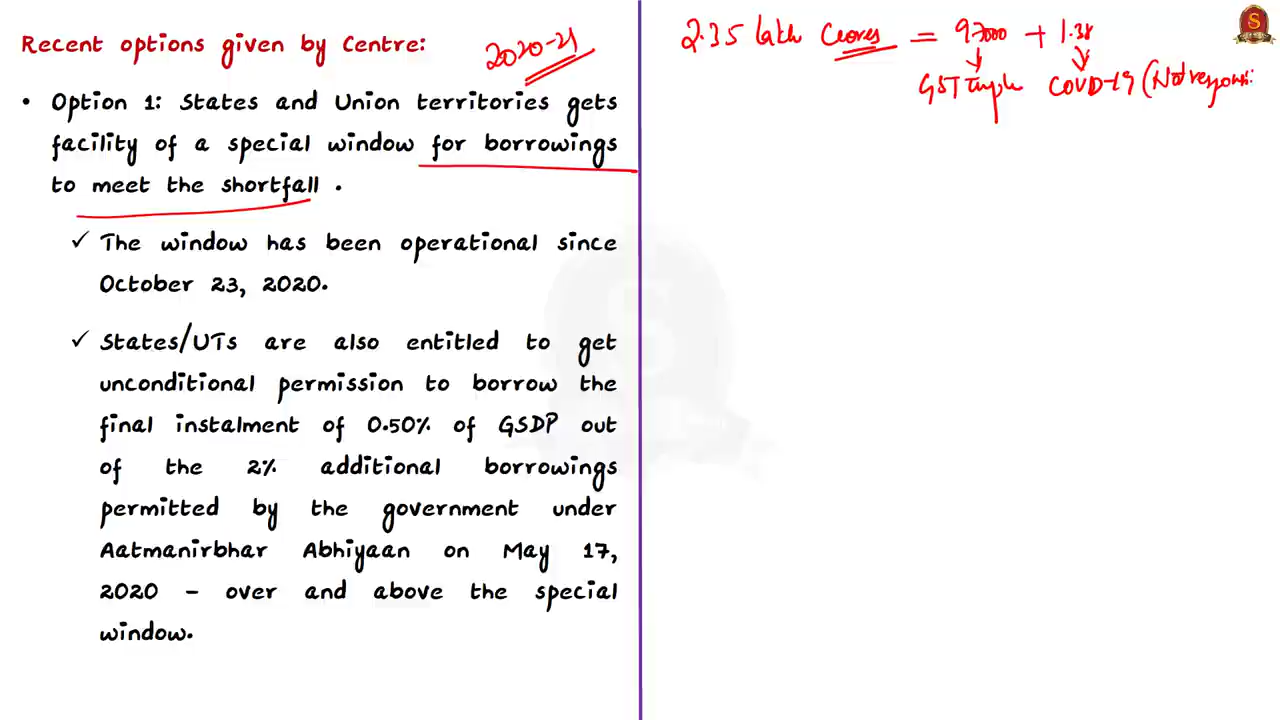 Recent options given by Centre:
2020-21
• Option 1: States and Union territories gets
facility of a special window for borrowings
to meet the shortfall .
✓ The window has been operational since
October 23, 2020.
✓ States/UTs are also entitled to get
unconditional permission to borrow the
final instalment of 0.50% of GSDP out
of the 2% additional borrowings
permitted by the government under
Aatmanirbhar Abhiyaan on May 17,
2020 – over and above the special
window.
2.35 lakh Crores = 97000 + 1.38
GST COVID-19 (Not